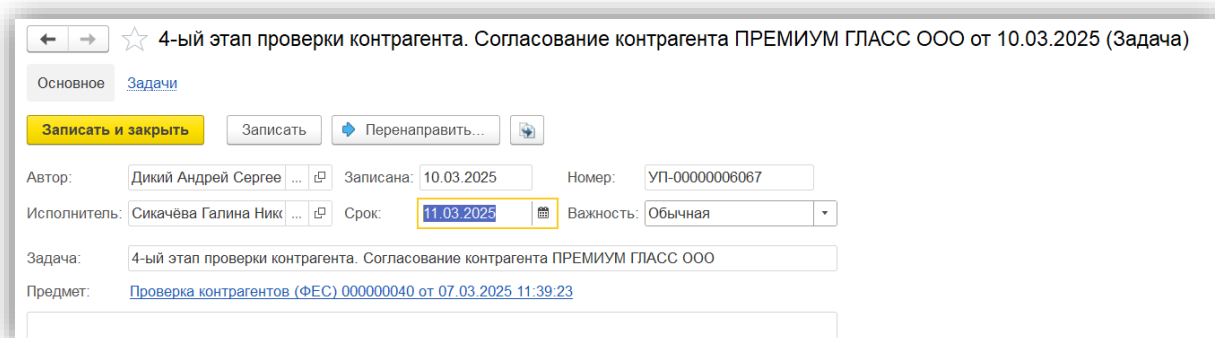 4-ый этап проверки контрагента. Согласование контрагента ПРЕМИУМ ГЛАСС ООО от 10.03.2025 (Задача)
Основное Задачи
Записать и закрыть Записать Перенаправить...
Автор: Дикий Андрей Сергее ... Записана: 10.03.2025 Номер: УП-00000006067
Исполнитель: Сикачёва Галина Нико ... Срок: 11.03.2025 Важность: Обычная
Задача: 4-ый этап проверки контрагента. Согласование контрагента ПРЕМИУМ ГЛАСС ООО
Предмет: Проверка контрагентов (ФЕС) 000000040 от 07.03.2025 11:39:23